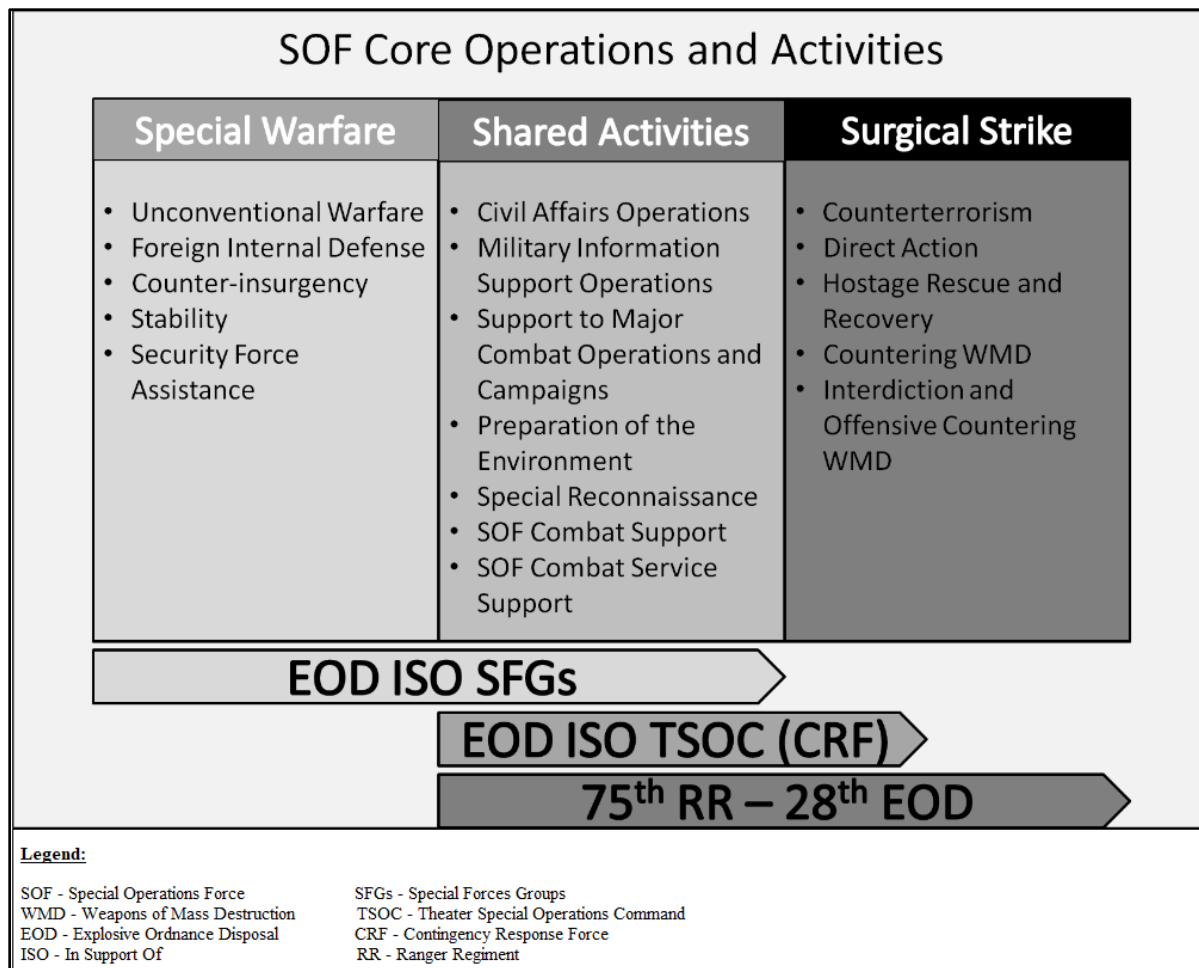 SOF Core Operations and Activities
Special Warfare
• Unconventional Warfare
• Foreign Internal Defense
• Counter-insurgency
• Stability
• Security Force
Assistance
Shared Activities
• Civil Affairs Operations
• Military Information
Support Operations
• Support to Major
Combat Operations and
Campaigns
• Preparation of the
Environment
• Special Reconnaissance
• SOF Combat Support
• SOF Combat Service
Support
Surgical Strike
• Counterterrorism
• Direct Action
• Hostage Rescue and
Recovery
• Countering WMD
• Interdiction and
Offensive Countering
WMD
EOD ISO SFGs
EOD ISO TSOC (CRF)
75th RR – 28th EOD
Legend:
SOF - Special Operations Force
WMD - Weapons of Mass Destruction
EOD - Explosive Ordnance Disposal
ISO - In Support Of
SFGs - Special Forces Groups
TSOC - Theater Special Operations Command
CRF - Contingency Response Force
RR - Ranger Regiment